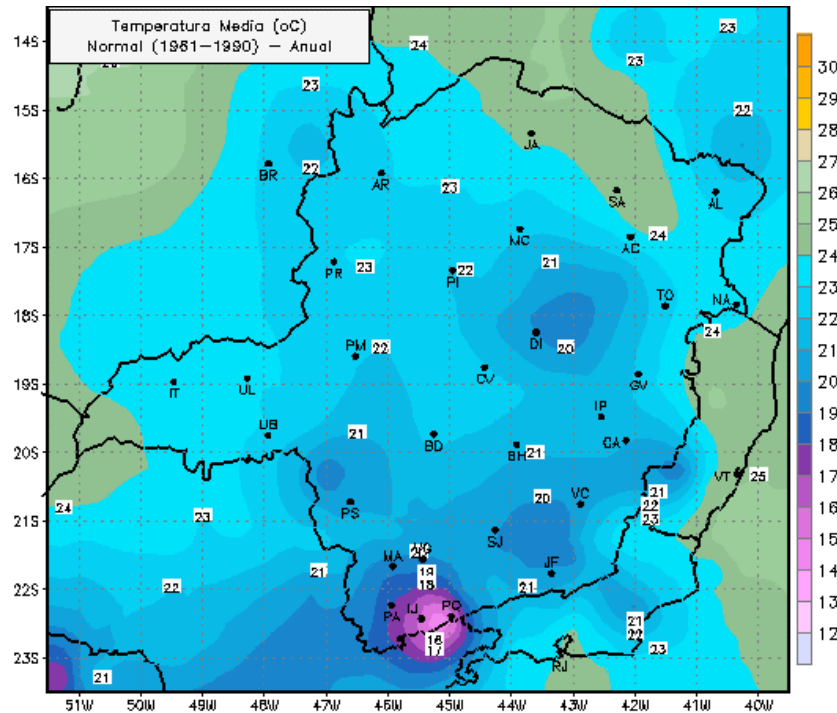 Temperatura Media (oC)
Normal (1961-1990) - Anual
14S
15S
16S
17S
18S
19S
20S
21S
22S
23S
51W
50W
49W
48W
47W
46W
45W
44W
43W
42W
41W
40W
30
29
28
27
26
25
24
23
22
21
20
19
18
17
16
15
14
13
12
24
23
23
23
22
JA
BR
22
AR
23
SA
AL
MC
AC
24
PR
23
PI
22
21
TO
NA
24
DI
20
PM
22
IT
UL
CV
GV
UB
21
BD
IP
BH
21
CA
VT
25
PS
20
VC
21
22
23
24
23
SJ
MA
22
21
19
18
JF
21
PA
IJ
PQ
21
22
16
17
23
RJ
21